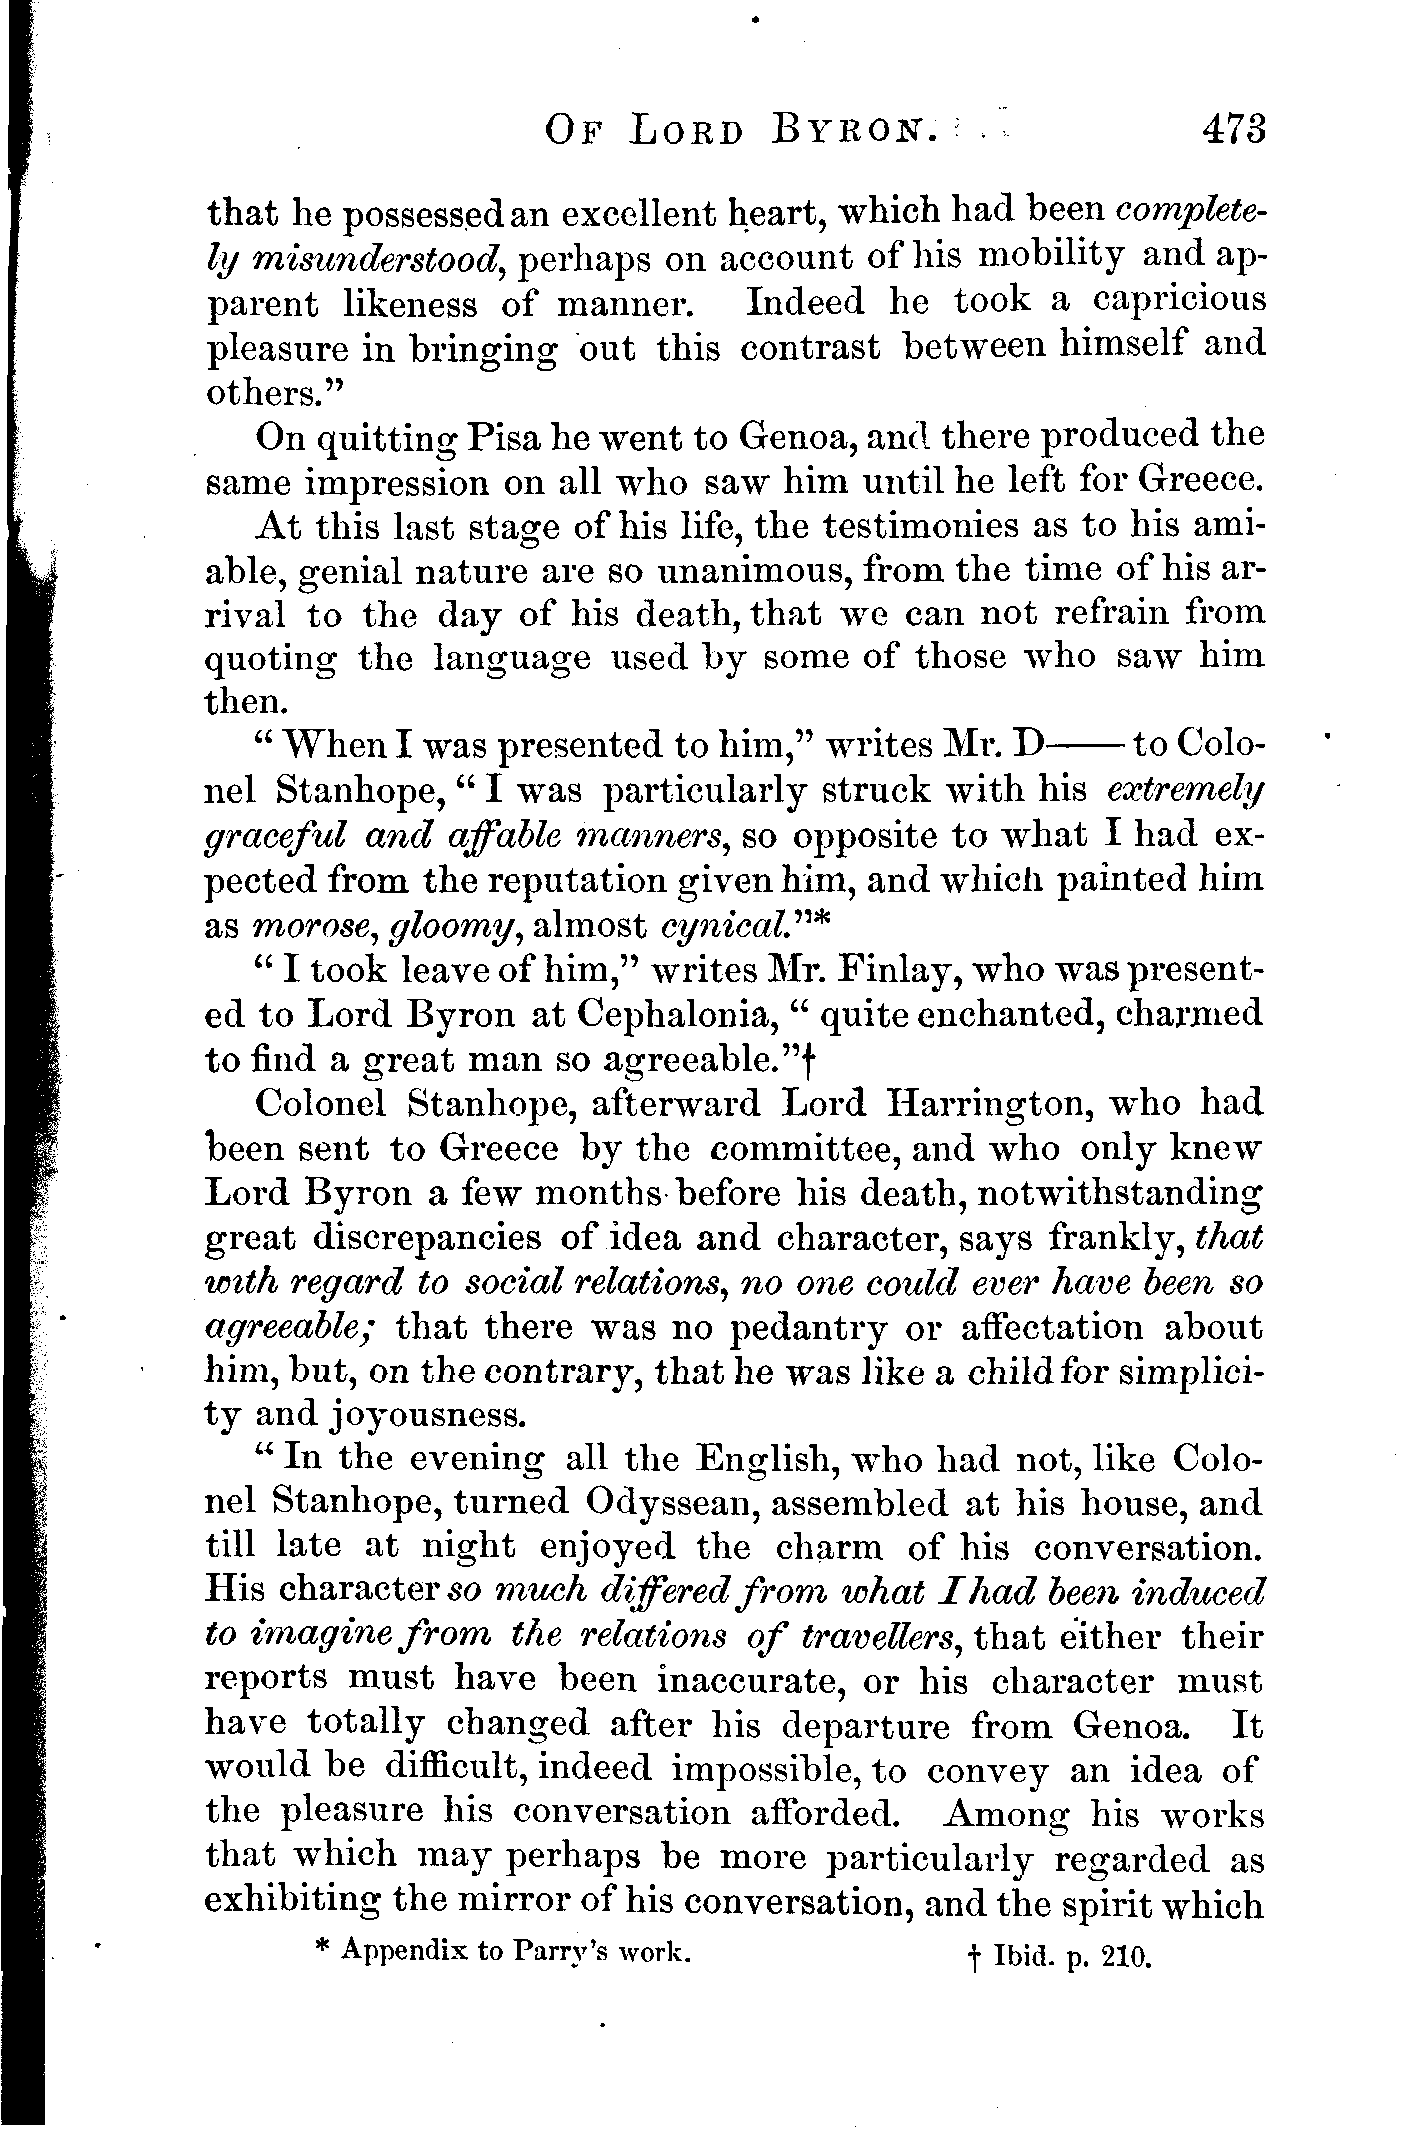 OF LORD BYRON. 473
that he possessed an excellent heart, which had been complete-
ly misunderstood, perhaps on account of his mobility and ap-
parent likeness of manner. Indeed he took a capricious
pleasure in bringing out this contrast between himself and
others."
On quitting Pisa he went to Genoa, and there produced the
same impression on all who saw him until he left for Greece.
At this last stage of his life, the testimonies as to his ami-
able, genial nature are so unanimous, from the time of his ar-
rival to the day of his death, that we can not refrain from
quoting the language used by some of those who saw him
then.
"When I was presented to him," writes Mr. D—— to Colo-
nel Stanhope, "I was particularly struck with his extremely
graceful and affable manners, so opposite to what I had ex-
pected from the reputation given him, and which painted him
as morose, gloomy, almost cynical."*
"I took leave of him," writes Mr. Finlay, who was present-
ed to Lord Byron at Cephalonia, "quite enchanted, charmed
to find a great man so agreeable."†
Colonel Stanhope, afterward Lord Harrington, who had
been sent to Greece by the committee, and who only knew
Lord Byron a few months before his death, notwithstanding
great discrepancies of idea and character, says frankly, that
with regard to social relations, no one could ever have been so
agreeable; that there was no pedantry or affectation about
him, but, on the contrary, that he was like a child for simplici-
ty and joyousness.
"In the evening all the English, who had not, like Colo-
nel Stanhope, turned Odyssean, assembled at his house, and
till late at night enjoyed the charm of his conversation.
His character so much differed from what I had been induced
to imagine from the relations of travellers, that either their
reports must have been inaccurate, or his character must
have totally changed after his departure from Genoa. It
would be difficult, indeed impossible, to convey an idea of
the pleasure his conversation afforded. Among his works
that which may perhaps be more particularly regarded as
exhibiting the mirror of his conversation, and the spirit which
* Appendix to Parry's work. † Ibid. p. 210.